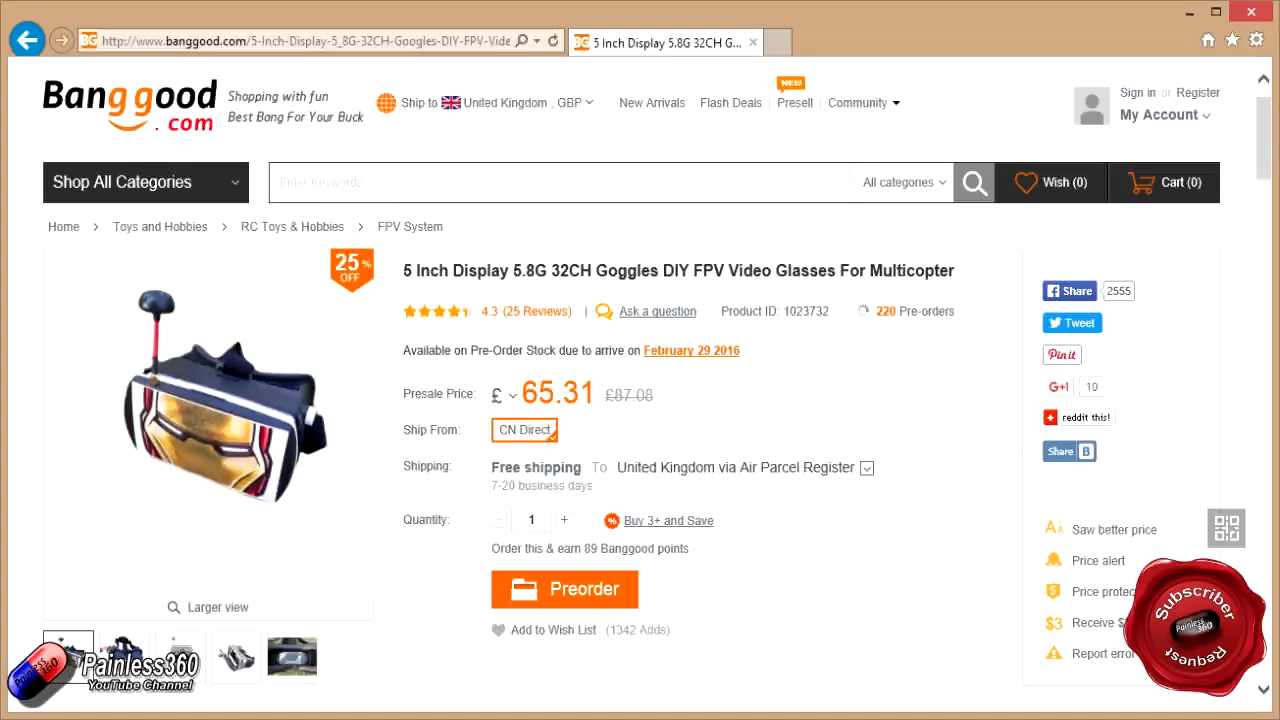 http://www.banggood.com/5-Inch-Display-5_8G-32CH-Goggles-DIY-FPV-Vide
5 Inch Display 5.8G 32CH G...
Banggood
.com
Shopping with fun
Best Bang For Your Buck
Ship to United Kingdom , GBP
New Arrivals
Flash Deals
NEW
Presell
Community
Sign in or Register
My Account
Shop All Categories
Enter Keywords
All categories
Wish (0)
Cart (0)
Home > Toys and Hobbies > RC Toys & Hobbies > FPV System
25% OFF
5 Inch Display 5.8G 32CH Goggles DIY FPV Video Glasses For Multicopter
4.3 (25 Reviews) | Ask a question Product ID: 1023732 220 Pre-orders
Available on Pre-Order Stock due to arrive on February 29 2016
Presale Price: £ 65.31 £87.08
Ship From: CN Direct
Shipping: Free shipping To United Kingdom via Air Parcel Register
7-20 business days
Quantity: - 1 + % Buy 3+ and Save
Order this & earn 89 Banggood points
Preorder
Add to Wish List (1342 Adds)
Larger view
Share 2555
Tweet
Pin it
G+1 10
reddit this!
Share B
Saw better price
Price alert
Price protec
$3 Receive $
Report erro
Painless360
YouTube Channel
Subscriber
Painless360
Request